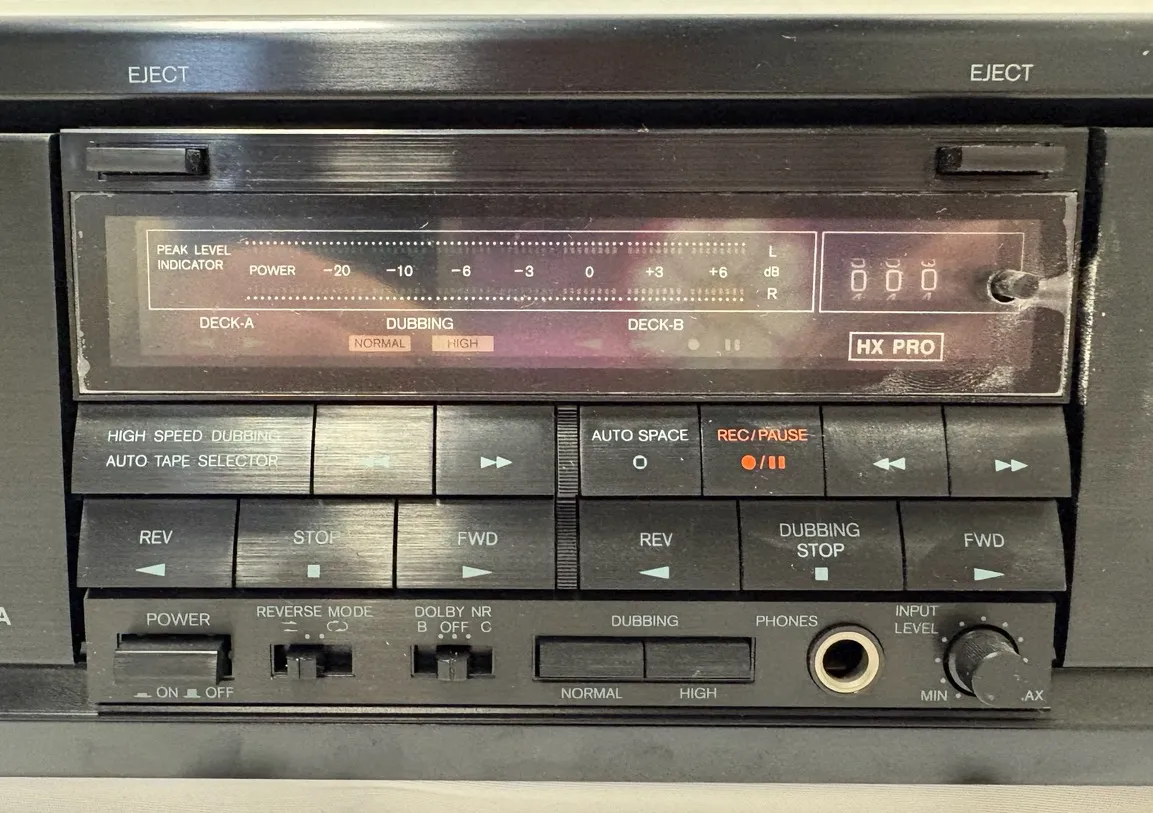 EJECT
EJECT
PEAK LEVEL
INDICATOR
POWER -20 -10 -6 -3 0 +3 +6 dB
L
R
000
DECK-A DUBBING DECK-B
NORMAL HIGH
HX PRO
HIGH SPEED DUBBING
AUTO TAPE SELECTOR
AUTO SPACE
REC/PAUSE
REV
STOP
FWD
REV
DUBBING
STOP
FWD
A
POWER
ON OFF
REVERSE MODE
DOLBY NR
B OFF C
DUBBING
NORMAL HIGH
PHONES
INPUT
LEVEL
MIN
AX